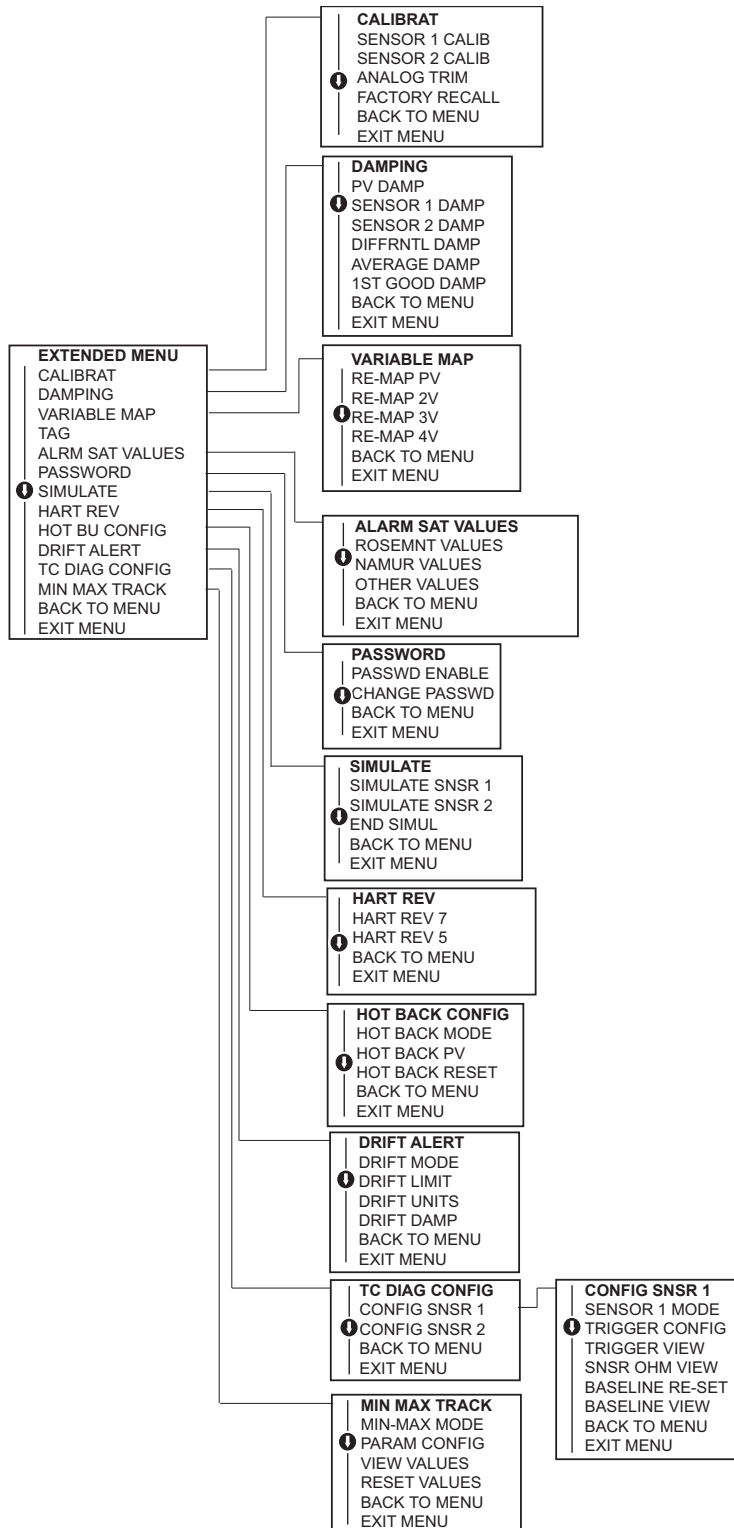 CALIBRAT
SENSOR 1 CALIB
SENSOR 2 CALIB
ANALOG TRIM
FACTORY RECALL
BACK TO MENU
EXIT MENU
DAMPING
PV DAMP
SENSOR 1 DAMP
SENSOR 2 DAMP
DIFFRNTL DAMP
AVERAGE DAMP
1ST GOOD DAMP
BACK TO MENU
EXIT MENU
EXTENDED MENU
CALIBRAT
DAMPING
VARIABLE MAP
TAG
ALRM SAT VALUES
PASSWORD
SIMULATE
HART REV
HOT BU CONFIG
DRIFT ALERT
TC DIAG CONFIG
MIN MAX TRACK
BACK TO MENU
EXIT MENU
VARIABLE MAP
RE-MAP PV
RE-MAP 2V
RE-MAP 3V
RE-MAP 4V
BACK TO MENU
EXIT MENU
ALARM SAT VALUES
ROSEMNT VALUES
NAMUR VALUES
OTHER VALUES
BACK TO MENU
EXIT MENU
PASSWORD
PASSWD ENABLE
CHANGE PASSWD
BACK TO MENU
EXIT MENU
SIMULATE
SIMULATE SNSR 1
SIMULATE SNSR 2
END SIMUL
BACK TO MENU
EXIT MENU
HART REV
HART REV 7
HART REV 5
BACK TO MENU
EXIT MENU
HOT BACK CONFIG
HOT BACK MODE
HOT BACK PV
HOT BACK RESET
BACK TO MENU
EXIT MENU
DRIFT ALERT
DRIFT MODE
DRIFT LIMIT
DRIFT UNITS
DRIFT DAMP
BACK TO MENU
EXIT MENU
TC DIAG CONFIG
CONFIG SNSR 1
CONFIG SNSR 2
BACK TO MENU
EXIT MENU
CONFIG SNSR 1
SENSOR 1 MODE
TRIGGER CONFIG
TRIGGER VIEW
SNSR OHM VIEW
BASELINE RE-SET
BASELINE VIEW
BACK TO MENU
EXIT MENU
MIN MAX TRACK
MIN-MAX MODE
PARAM CONFIG
VIEW VALUES
RESET VALUES
BACK TO MENU
EXIT MENU